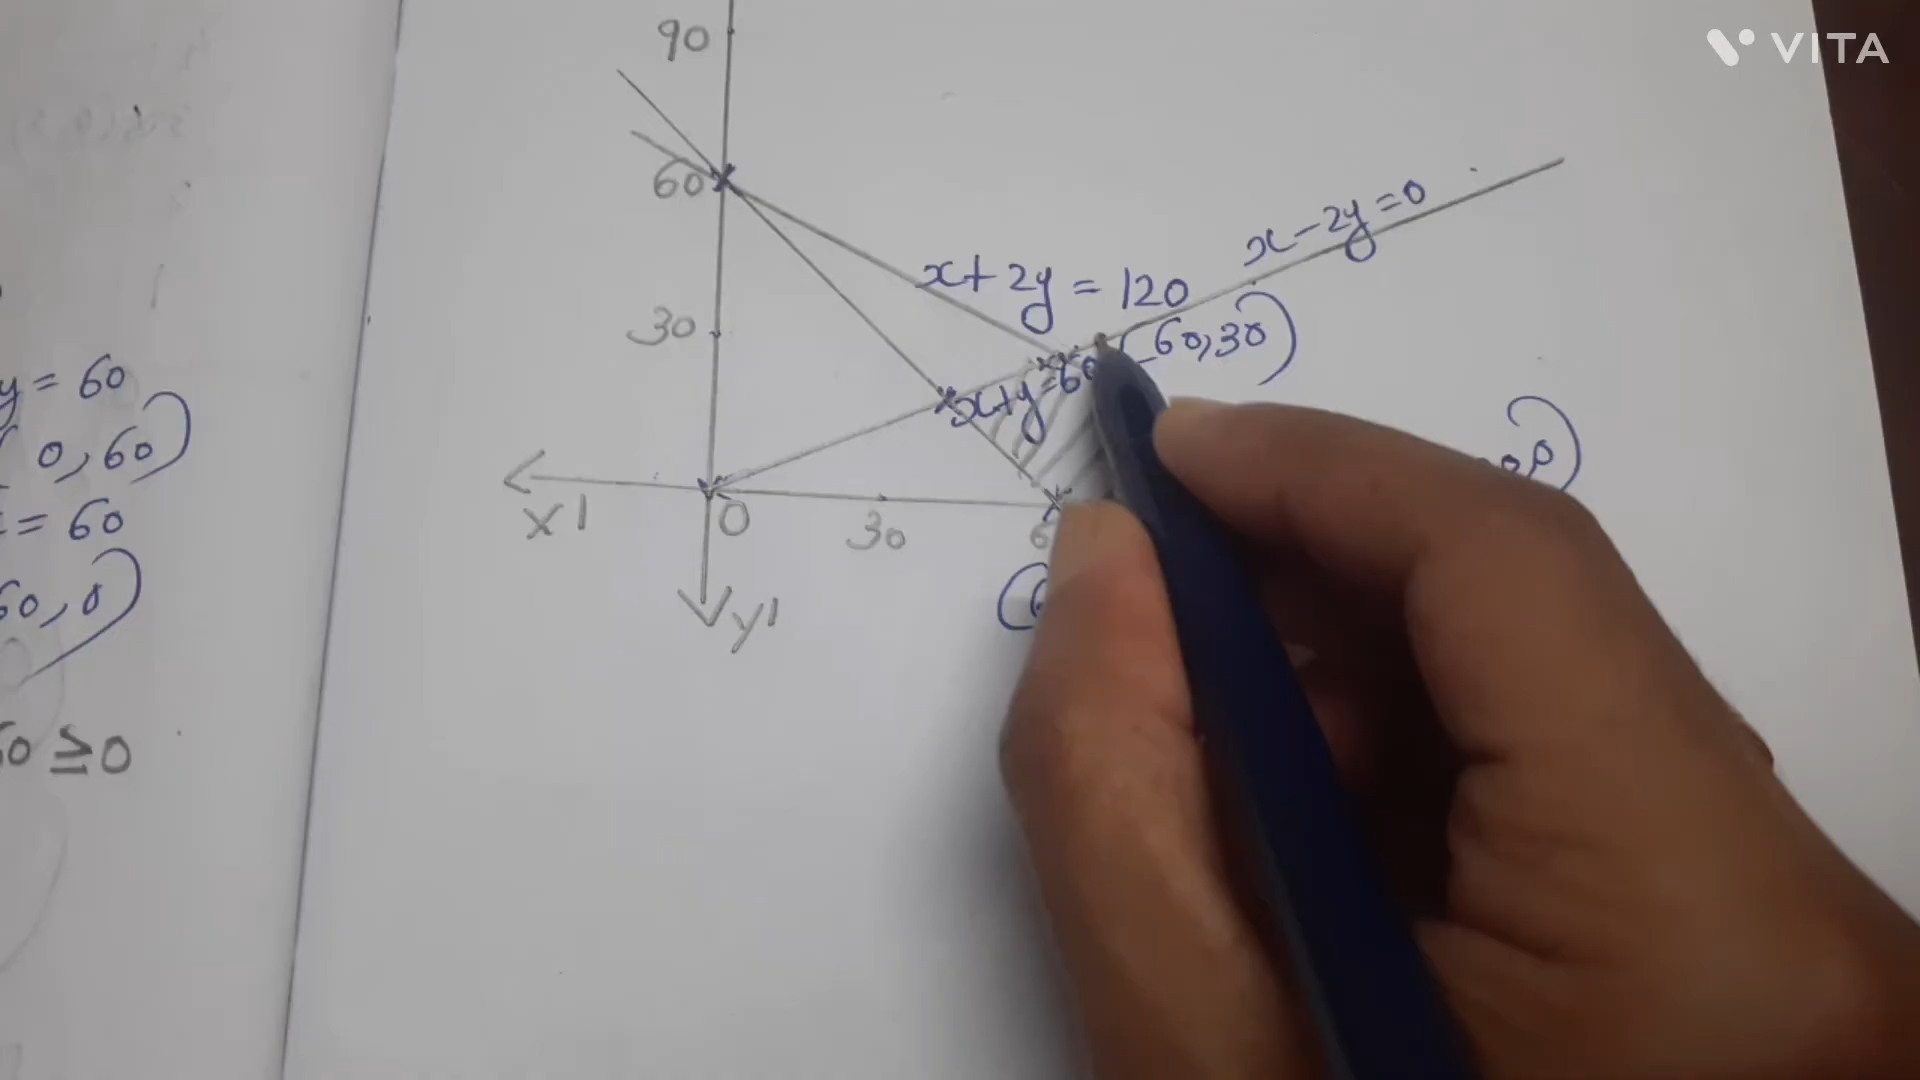 VITA
90
60
x - 2y = 0
x + 2y = 120
30
(60, 30)
x + y = 60
y = 60
0, 60)
= 60
60, 0)
≥ 0
x'
0
30
y'